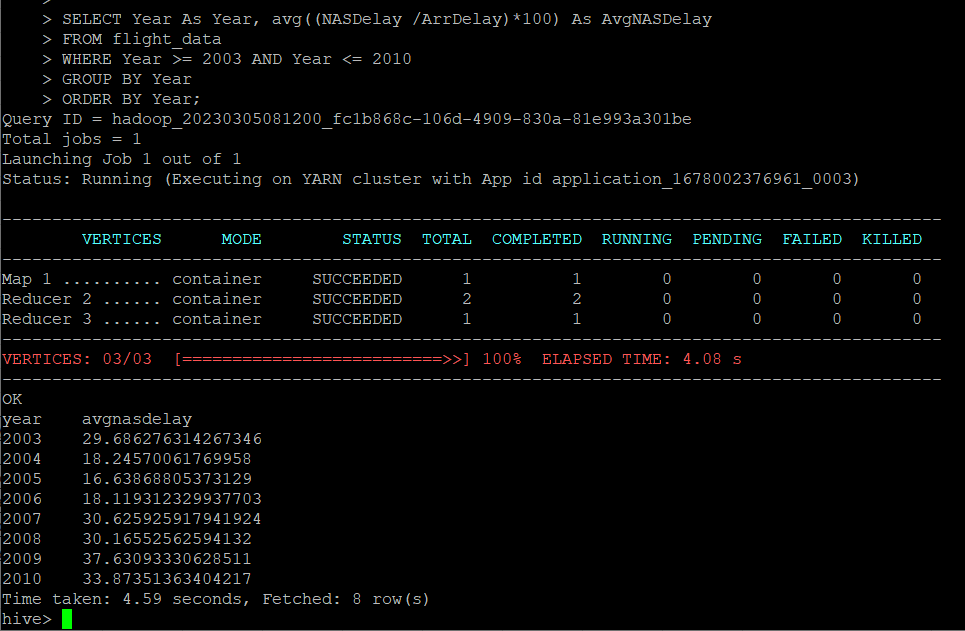 >
> SELECT Year As Year, avg((NASDelay /ArrDelay)*100) As AvgNASDelay
> FROM flight_data
> WHERE Year >= 2003 AND Year <= 2010
> GROUP BY Year
> ORDER BY Year;
Query ID = hadoop_20230305081200_fc1b868c-106d-4909-830a-81e993a301be
Total jobs = 1
Launching Job 1 out of 1
Status: Running (Executing on YARN cluster with App id application_1678002376961_0003)
----------------------------------------------------------------------------------------------
VERTICES MODE STATUS TOTAL COMPLETED RUNNING PENDING FAILED KILLED
----------------------------------------------------------------------------------------------
Map 1 .......... container SUCCEEDED 1 1 0 0 0 0
Reducer 2 ...... container SUCCEEDED 2 2 0 0 0 0
Reducer 3 ...... container SUCCEEDED 1 1 0 0 0 0
----------------------------------------------------------------------------------------------
VERTICES: 03/03 [==========================>>] 100% ELAPSED TIME: 4.08 s
----------------------------------------------------------------------------------------------
OK
year avgnasdelay
2003 29.686276314267346
2004 18.24570061769958
2005 16.63868805373129
2006 18.119312329937703
2007 30.625925917941924
2008 30.16552562594132
2009 37.63093330628511
2010 33.87351363404217
Time taken: 4.59 seconds, Fetched: 8 row(s)
hive>